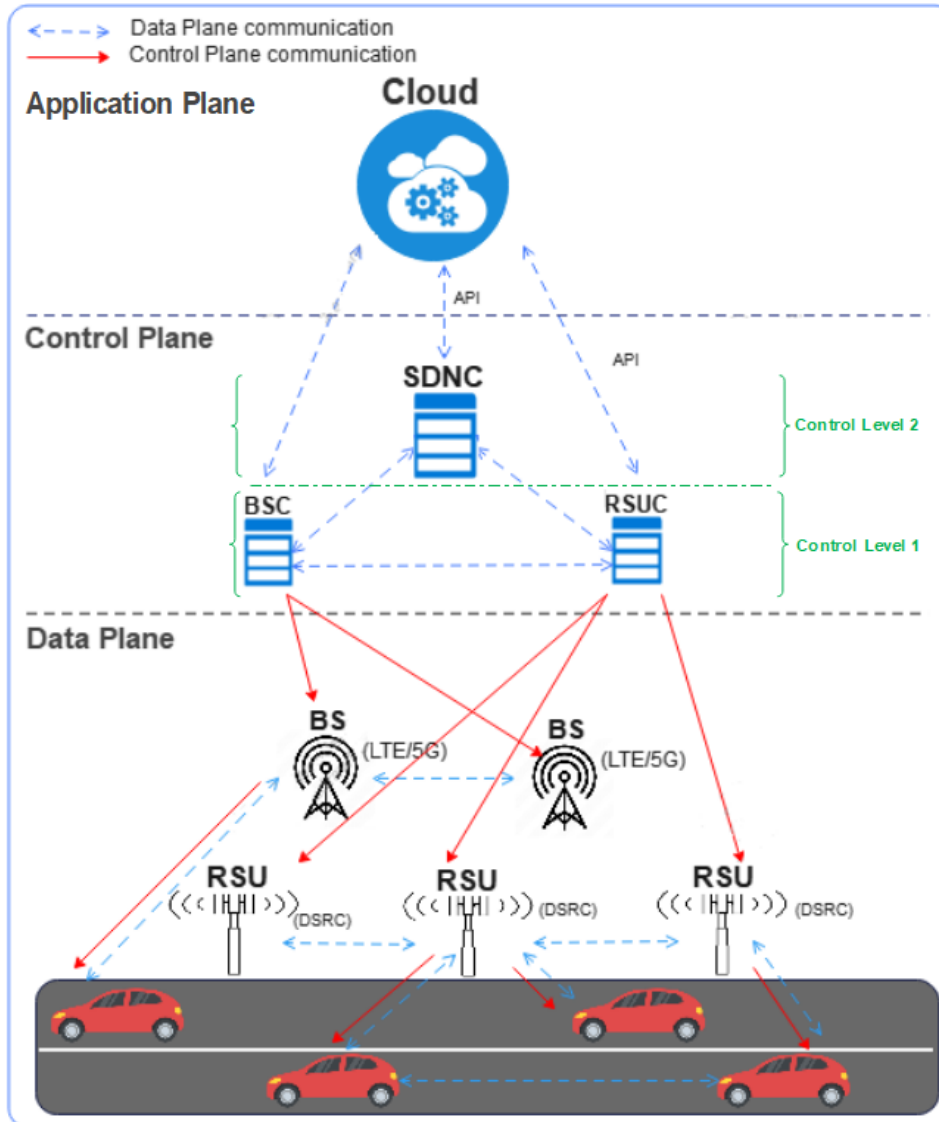 Data Plane communication
Control Plane communication
Application Plane
Cloud
API
Control Plane
API
SDNC
Control Level 2
BSC
RSUC
Control Level 1
Data Plane
BS
(LTE/5G)
BS
(LTE/5G)
RSU
(DSRC)
RSU
(DSRC)
RSU
(DSRC)